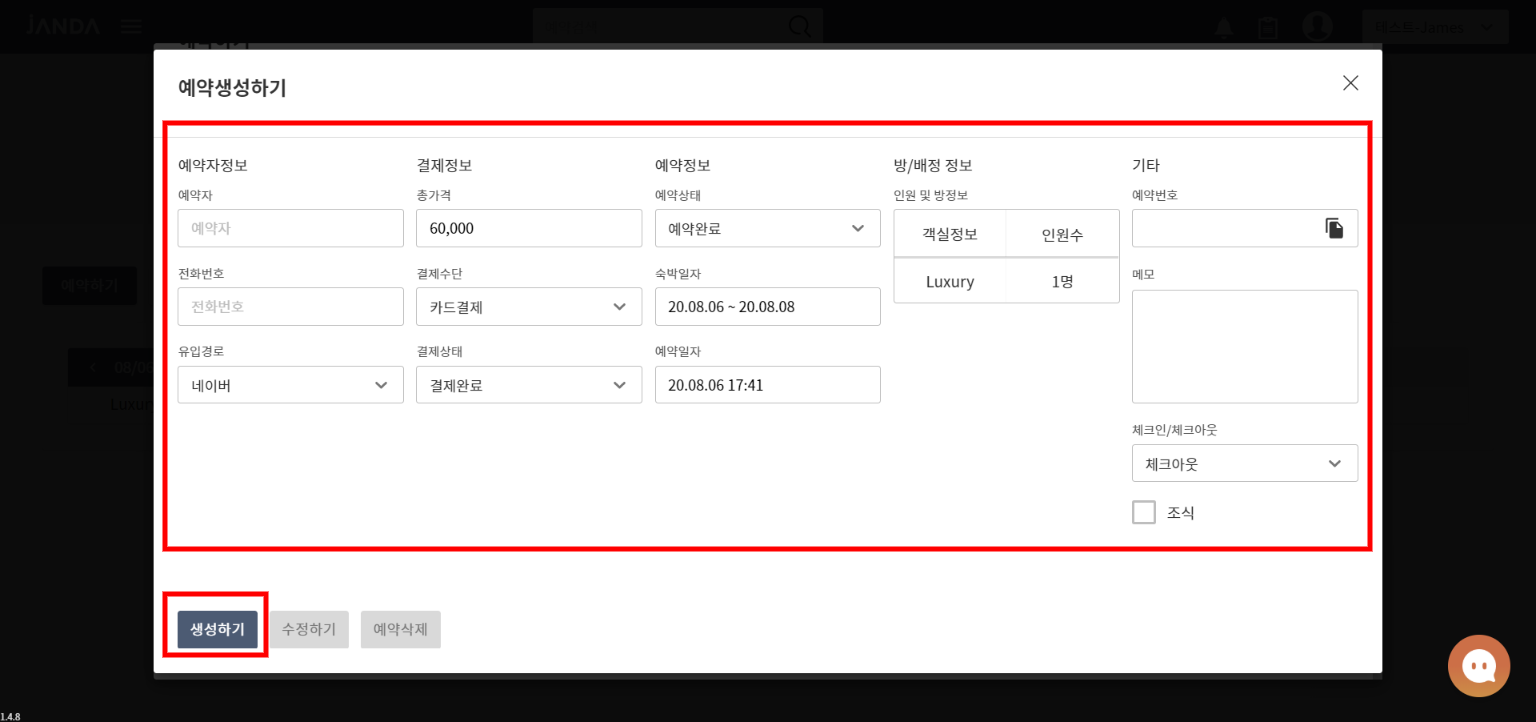 JANDA
테스트-James
예약하기
예약생성하기
예약자정보
예약자
예약자
전화번호
전화번호
유입경로
네이버
결제정보
총가격
60,000
결제수단
카드결제
결제상태
결제완료
예약정보
예약상태
예약완료
숙박일자
20.08.06 ~ 20.08.08
예약일자
20.08.06 17:41
방/배정 정보
인원 및 방정보
객실정보 인원수
Luxury 1명
기타
예약번호
메모
체크인/체크아웃
체크아웃
조식
예약하기
08/06
생성하기 수정하기 예약삭제
1.4.8